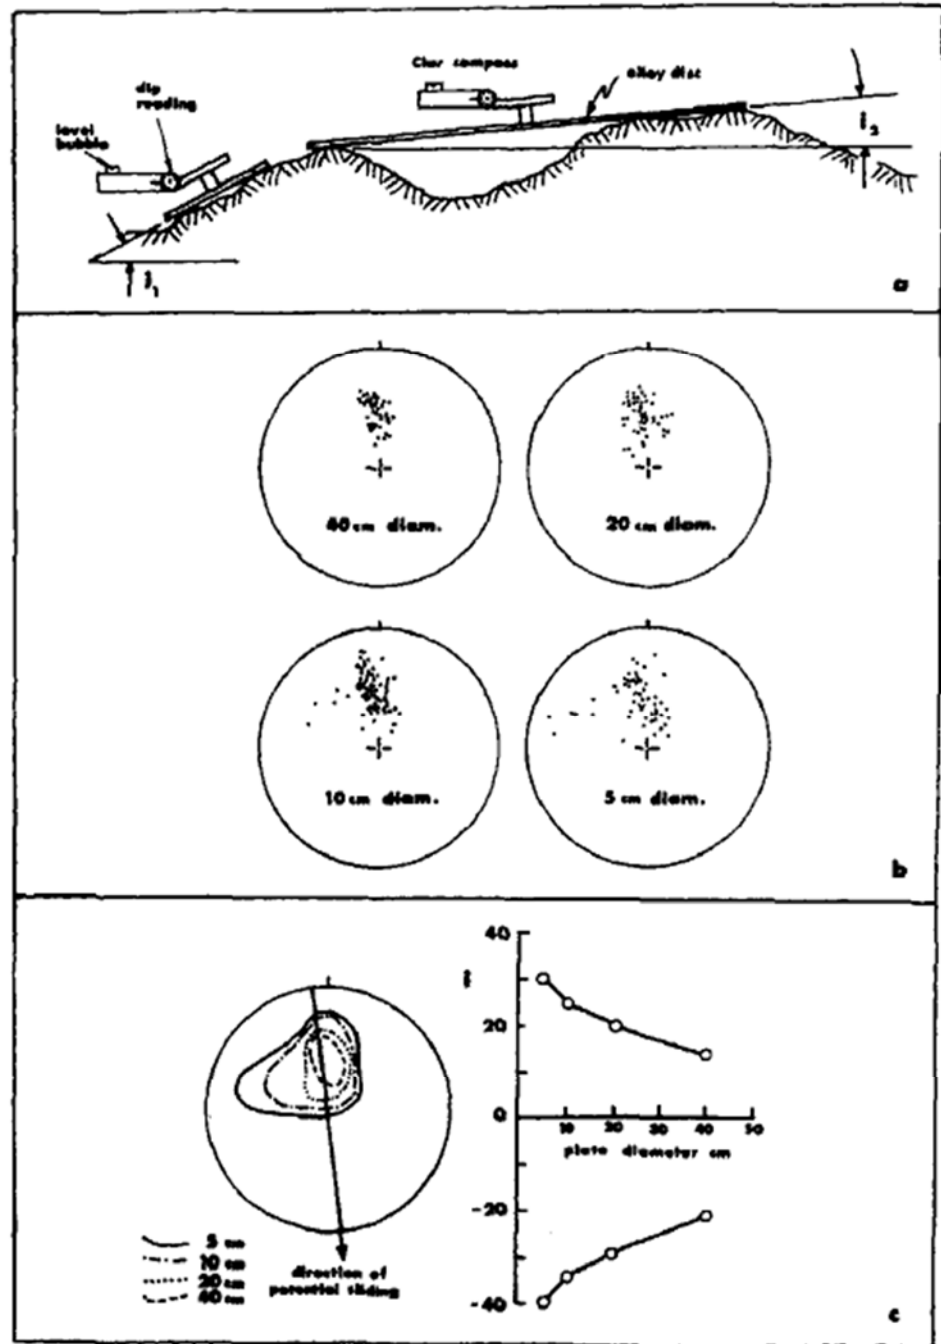 Clar compass
alloy disc
dip
reading
level
bubble
i₂
i₁
a
40 cm diam.
20 cm diam.
10 cm diam.
5 cm diam.
b
40
i
20
0
10
20
30
40
50
plate diameter cm
-20
-40
5 cm
10 cm
20 cm
40 cm
direction of
potential sliding
c